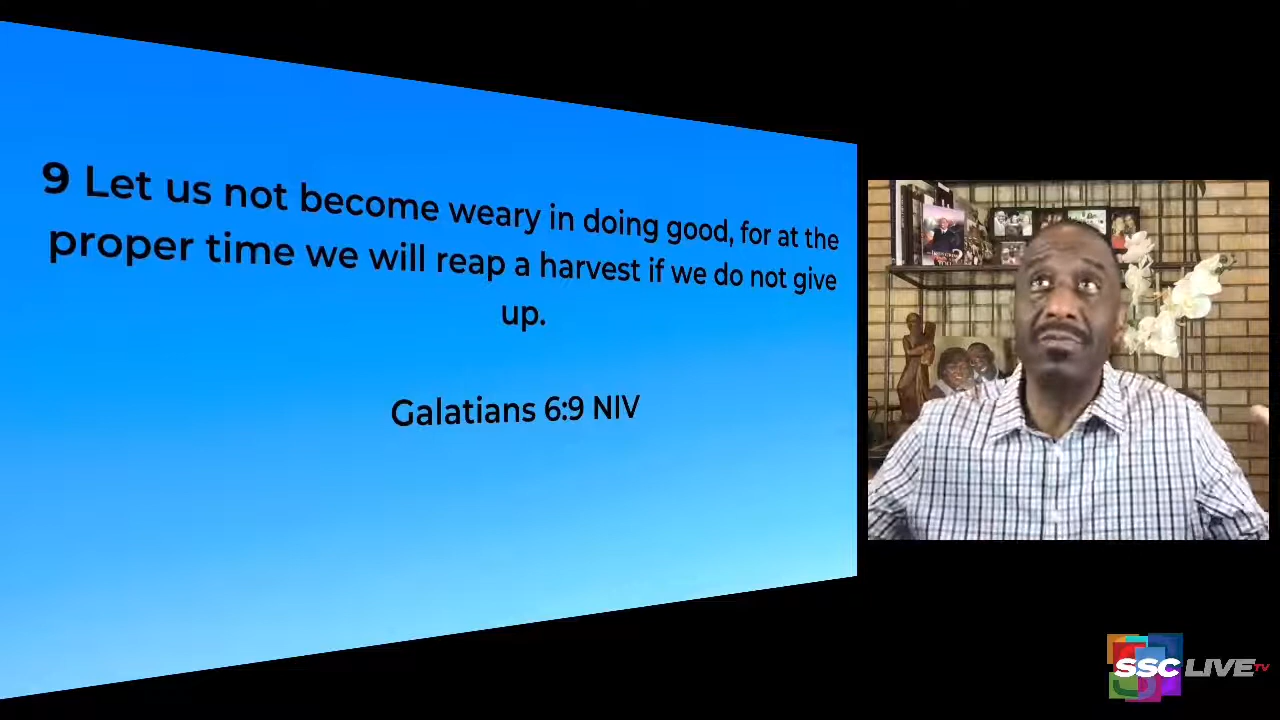 9 Let us not become weary in doing good, for at the
proper time we will reap a harvest if we do not give
up.
Galatians 6:9 NIV
SSC LIVE TV